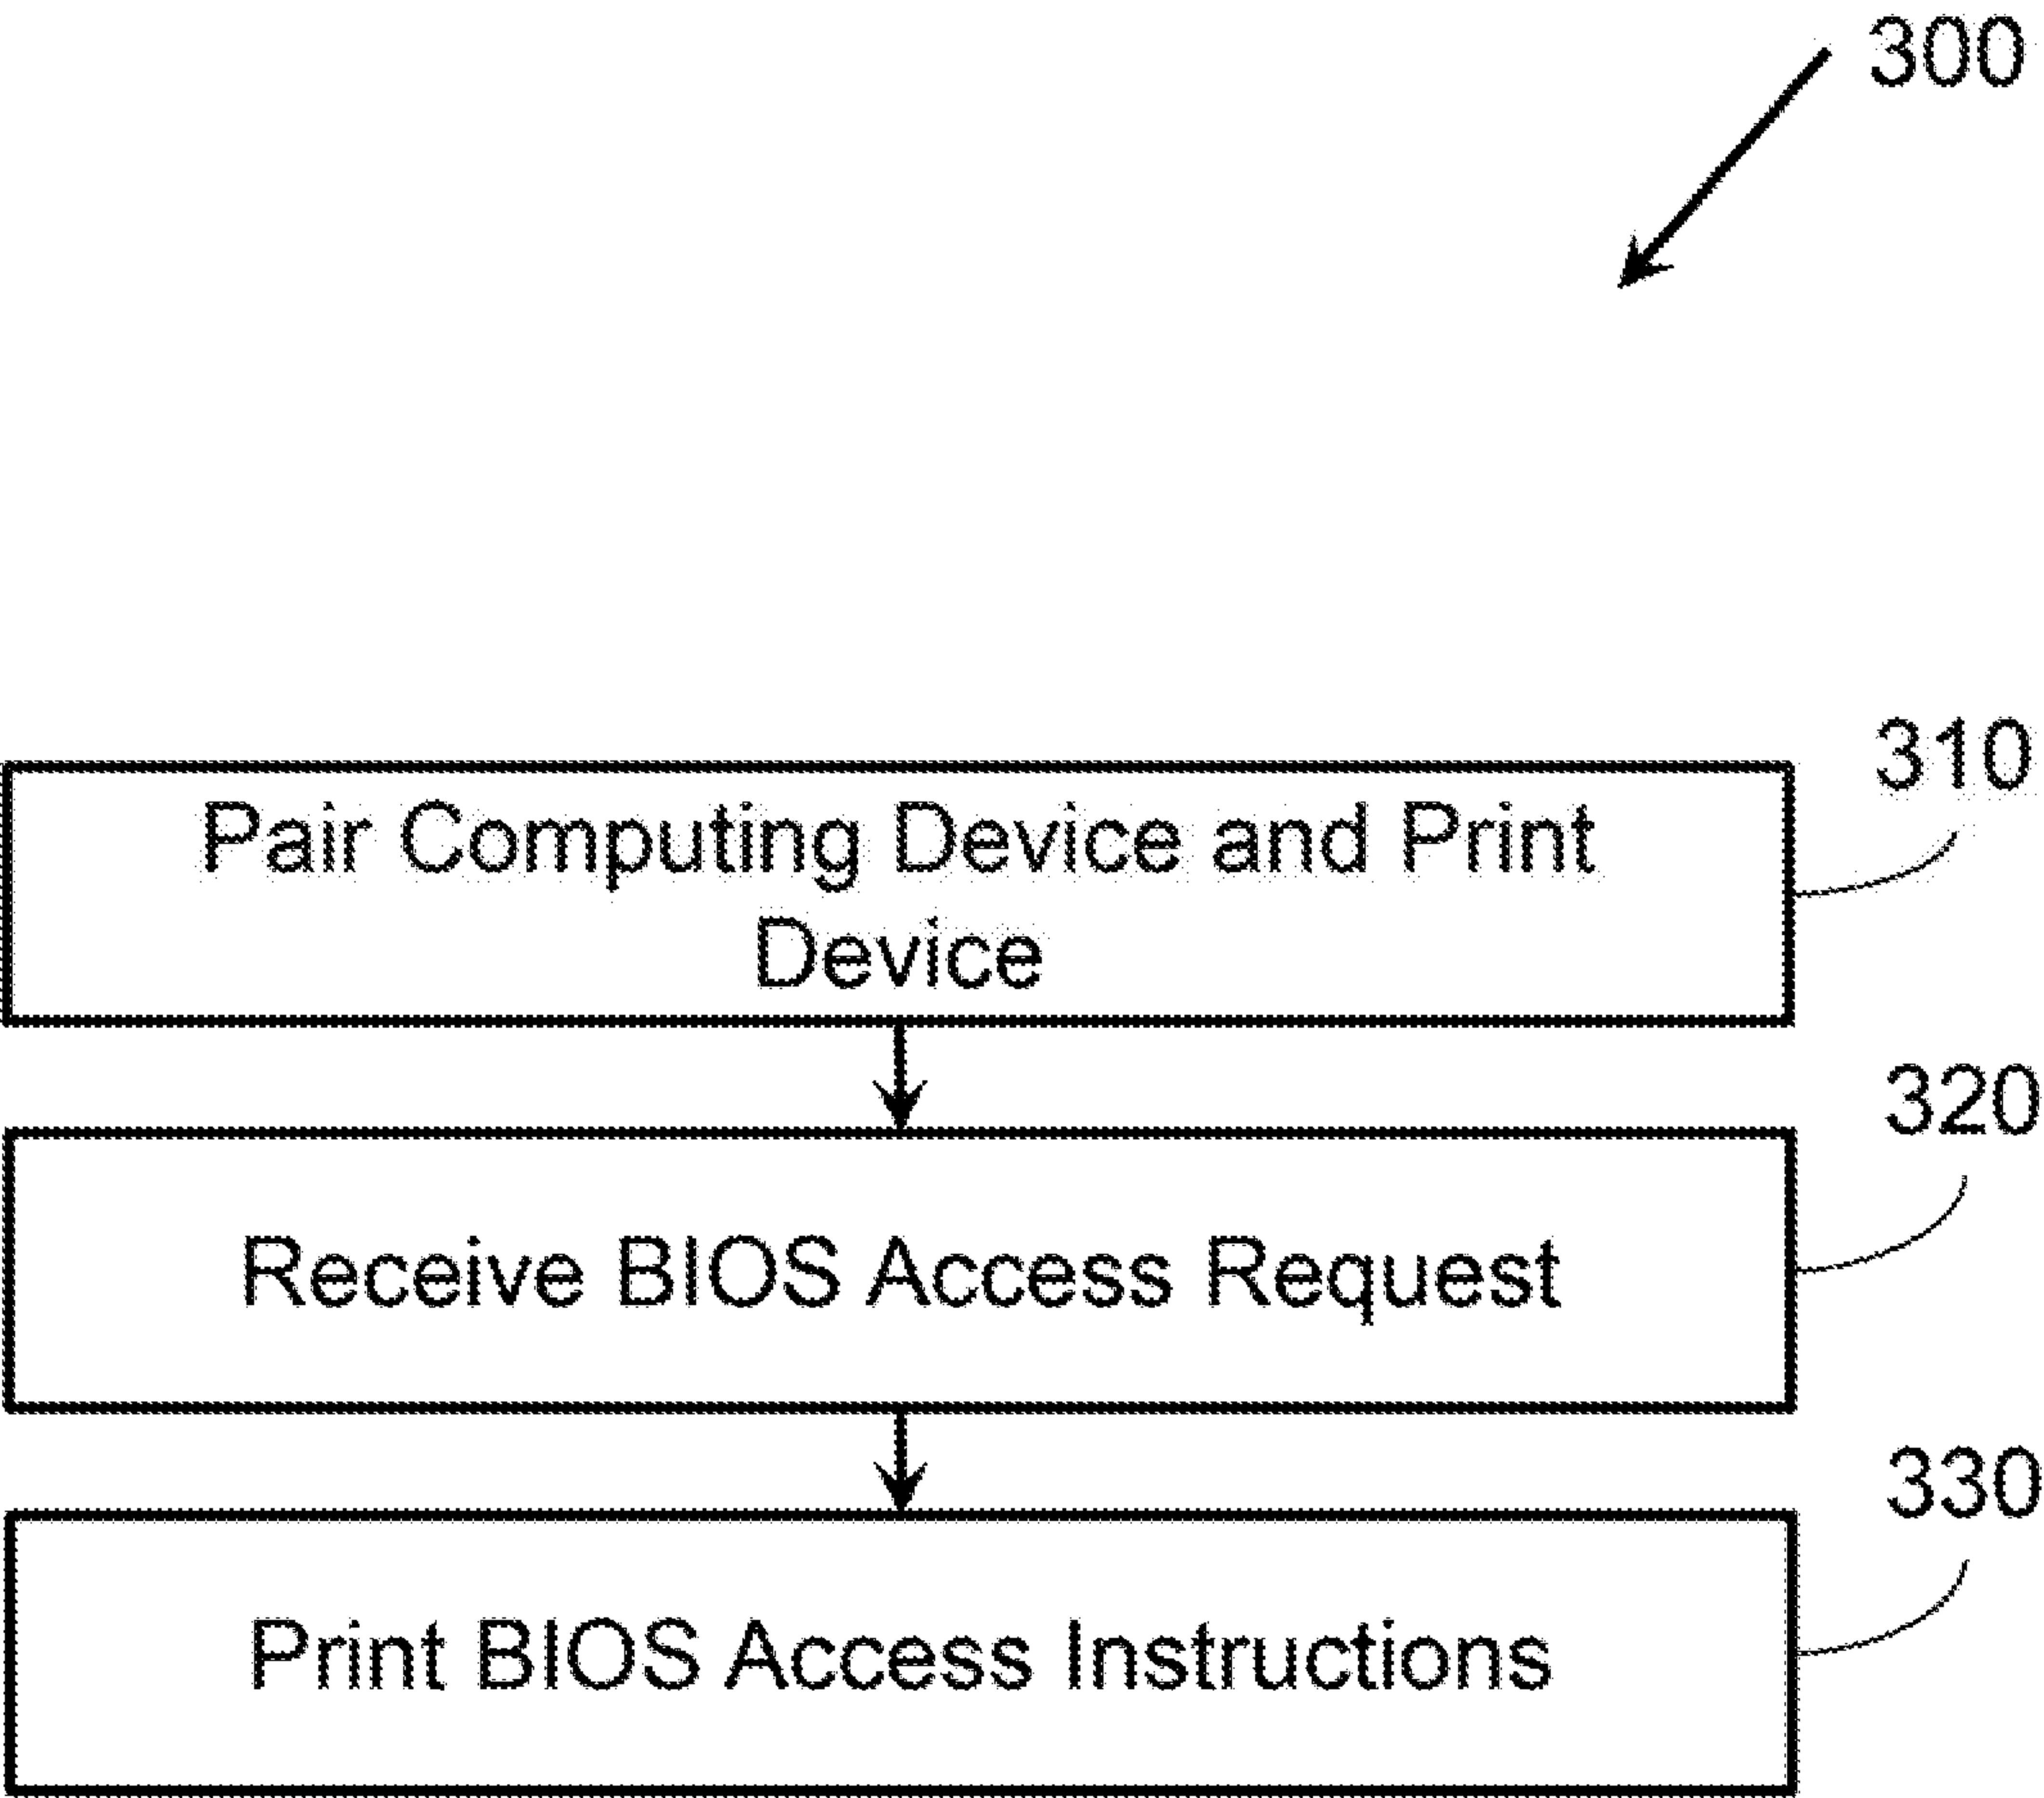 300
310
Pair Computing Device and Print
Device
320
Receive BIOS Access Request
330
Print BIOS Access Instructions